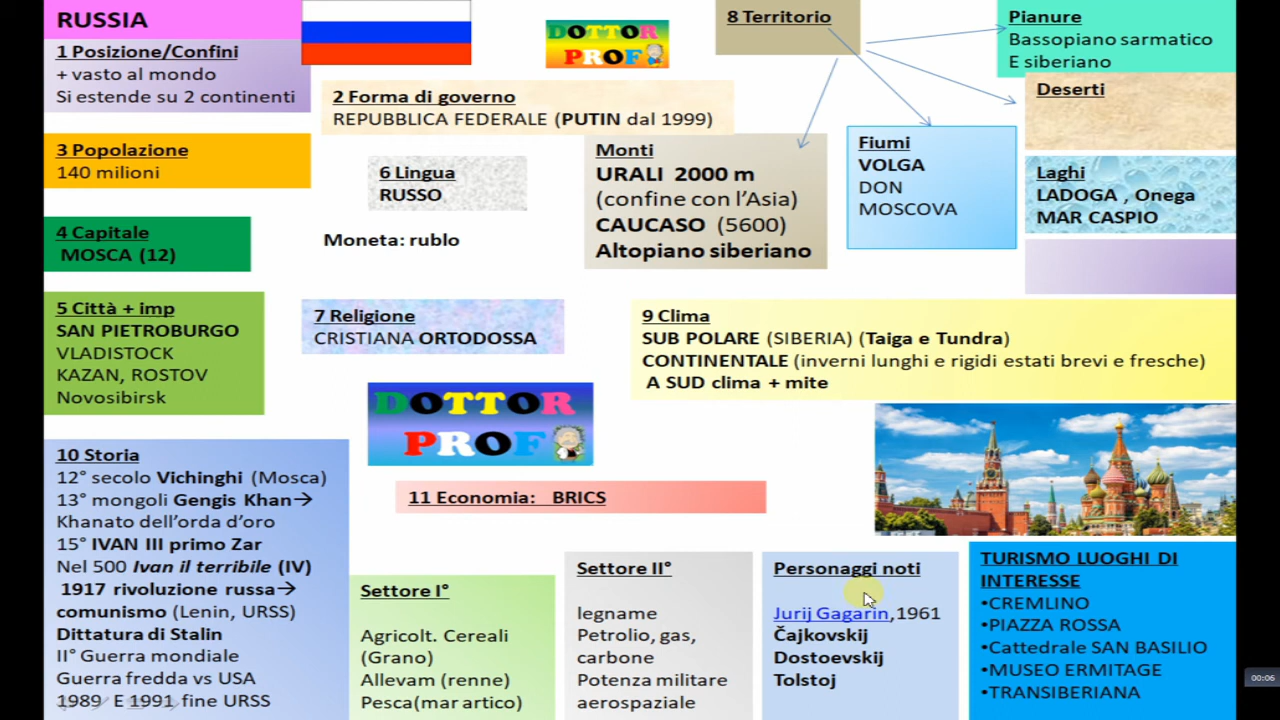 RUSSIA
1 Posizione/Confini
+ vasto al mondo
Si estende su 2 continenti
DOTTOR
PROF
2 Forma di governo
REPUBBLICA FEDERALE (PUTIN dal 1999)
3 Popolazione
140 milioni
4 Capitale
MOSCA (12)
5 Città + imp
SAN PIETROBURGO
VLADISTOCK
KAZAN, ROSTOV
Novosibirsk
6 Lingua
RUSSO
Moneta: rublo
7 Religione
CRISTIANA ORTODOSSA
8 Territorio
Monti
URALI 2000 m
(confine con l'Asia)
CAUCASO (5600)
Altopiano siberiano
Fiumi
VOLGA
DON
MOSCOVA
Pianure
Bassopiano sarmatico
E siberiano
Deserti
Laghi
LADOGA , Onega
MAR CASPIO
9 Clima
SUB POLARE (SIBERIA) (Taiga e Tundra)
CONTINENTALE (inverni lunghi e rigidi estati brevi e fresche)
A SUD clima + mite
DOTTOR
PROF
10 Storia
12° secolo Vichinghi (Mosca)
13° mongoli Gengis Khan→
Khanato dell'orda d'oro
15° IVAN III primo Zar
Nel 500 Ivan il terribile (IV)
1917 rivoluzione russa→
comunismo (Lenin, URSS)
Dittatura di Stalin
II° Guerra mondiale
Guerra fredda vs USA
1989 E 1991 fine URSS
11 Economia: BRICS
Settore I°
Agricolt. Cereali
(Grano)
Allevam (renne)
Pesca(mar artico)
Settore II°
legname
Petrolio, gas,
carbone
Potenza militare
aerospaziale
Personaggi noti
Jurij Gagarin,1961
Čajkovskij
Dostoevskij
Tolstoj
TURISMO LUOGHI DI
INTERESSE
•CREMLINO
•PIAZZA ROSSA
•Cattedrale SAN BASILIO
•MUSEO ERMITAGE
•TRANSIBERIANA
00:06